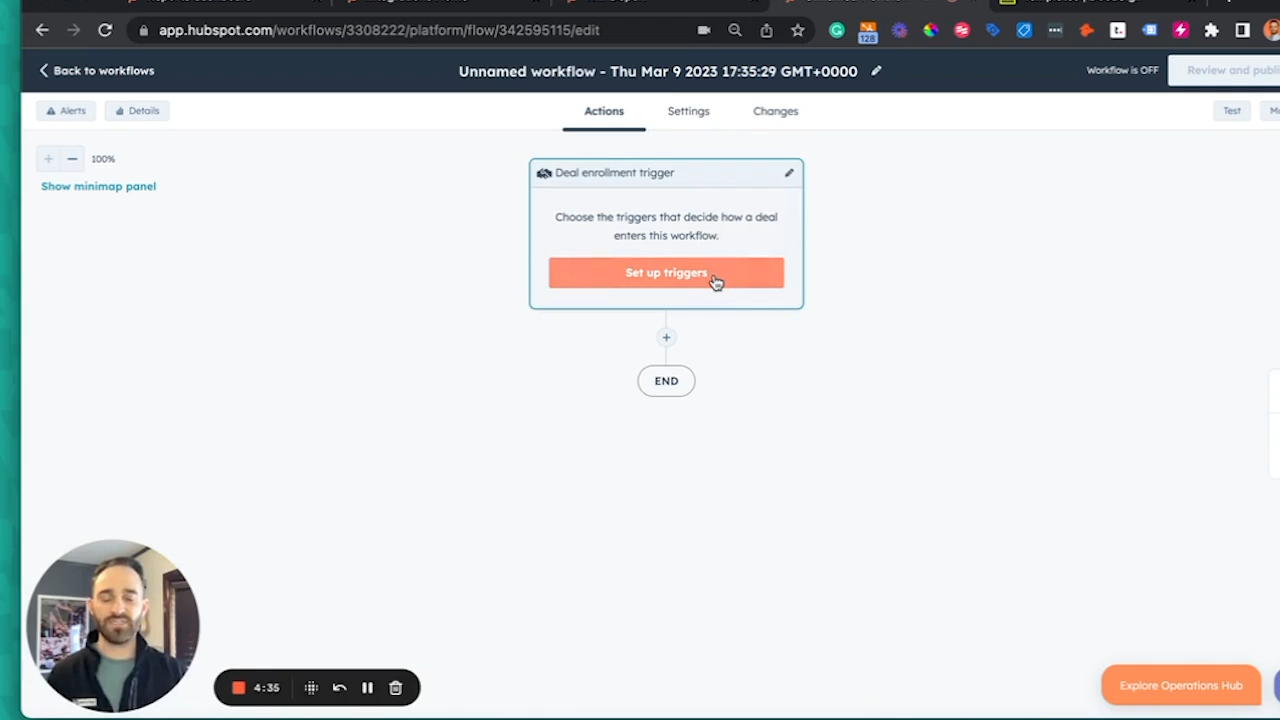 app.hubspot.com/workflows/3308222/platform/flow/342595115/edit
128
Back to workflows
Unnamed workflow - Thu Mar 9 2023 17:35:29 GMT+0000
Workflow is OFF
Review and publi
Alerts
Details
Actions
Settings
Changes
Test
100%
Show minimap panel
Deal enrollment trigger
Choose the triggers that decide how a deal
enters this workflow.
Set up triggers
END
Explore Operations Hub